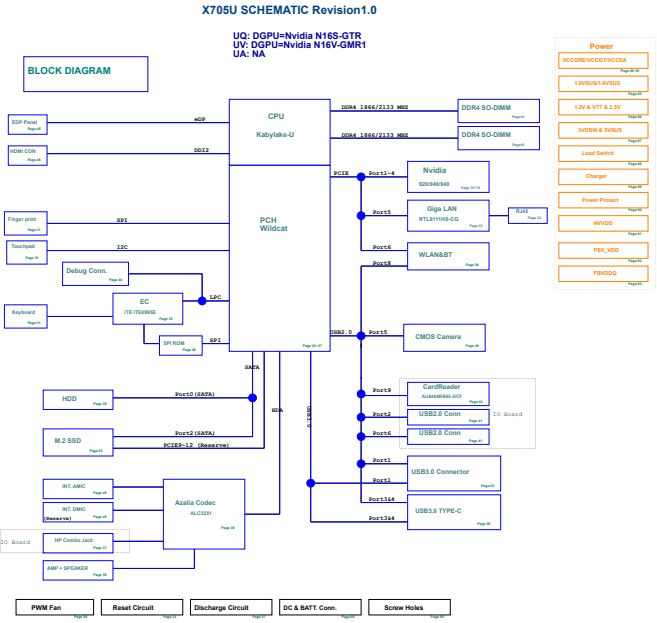 X705U SCHEMATIC Revision1.0
UQ: DGPU=Nvidia N16S-GTR
UV: DGPU=Nvidia N16V-GMR1
UA: NA
BLOCK DIAGRAM
Power
VCCORE/VCCGT/VCCSA
1.0VSUS/1.8VSUS
1.2V & VTT & 2.5V
3VDSW & 5VSUS
Load Switch
Charger
Power Protect
NVVDD
PEX_VDD
FBVDDQ
CPU
Kabylake-U
PCH
Wildcat
EDP Panel
eDP
HDMI CON
DDI2
DDR4 1866/2133 MHZ
DDR4 SO-DIMM
DDR4 1866/2133 MHZ
DDR4 SO-DIMM
PCIE
Port1~4
Nvidia
920/940/940
Port5
Giga LAN
RTL8111HS-CG
RJ45
Port6
Port8
WLAN&BT
Finger print
SPI
Touchpad
I2C
Debug Conn.
EC
ITE ITE8995E
LPC
Keyboard
SPI ROM
SPI
USB2.0
Port5
CMOS Camera
SATA
HDA
USB3.0
HDD
Port0(SATA)
M.2 SSD
Port2(SATA)
PCIE9-12 (Reserve)
Port9
CardReader
AU6465RB65-GCF
Port2
USB2.0 Conn
IO Board
Port6
USB2.0 Conn
Port1
Port1
USB3.0 Connector
Port3&4
Port3&4
USB3.0 TYPE-C
INT. AMIC
INT. DMIC
(Reserve)
Azalia Codec
ALC3251
IO Board
HP Combo Jack
AMP + SPEAKER
PWM Fan
Reset Circuit
Discharge Circuit
DC & BATT. Conn.
Screw Holes